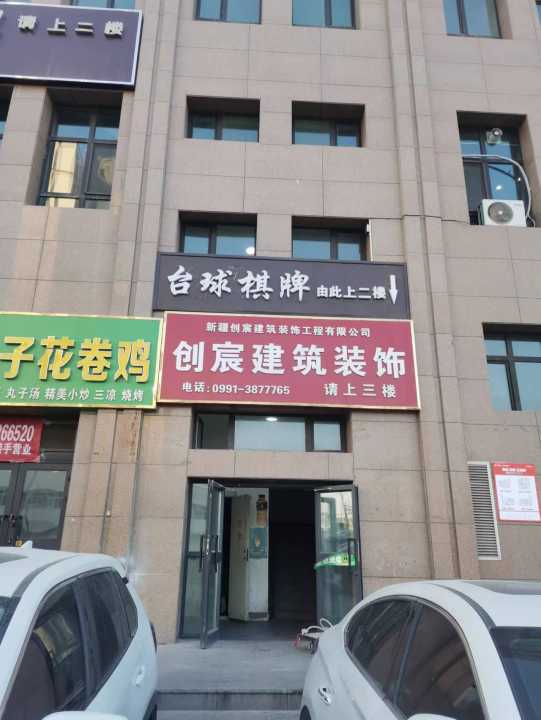 请上二楼
台球棋牌 由此上二楼
新疆创宸建筑装饰工程有限公司
创宸建筑装饰
电话:0991-3877765 请上三楼
子花卷鸡
丸子汤 精美小炒 三凉 烧烤
66520
营业